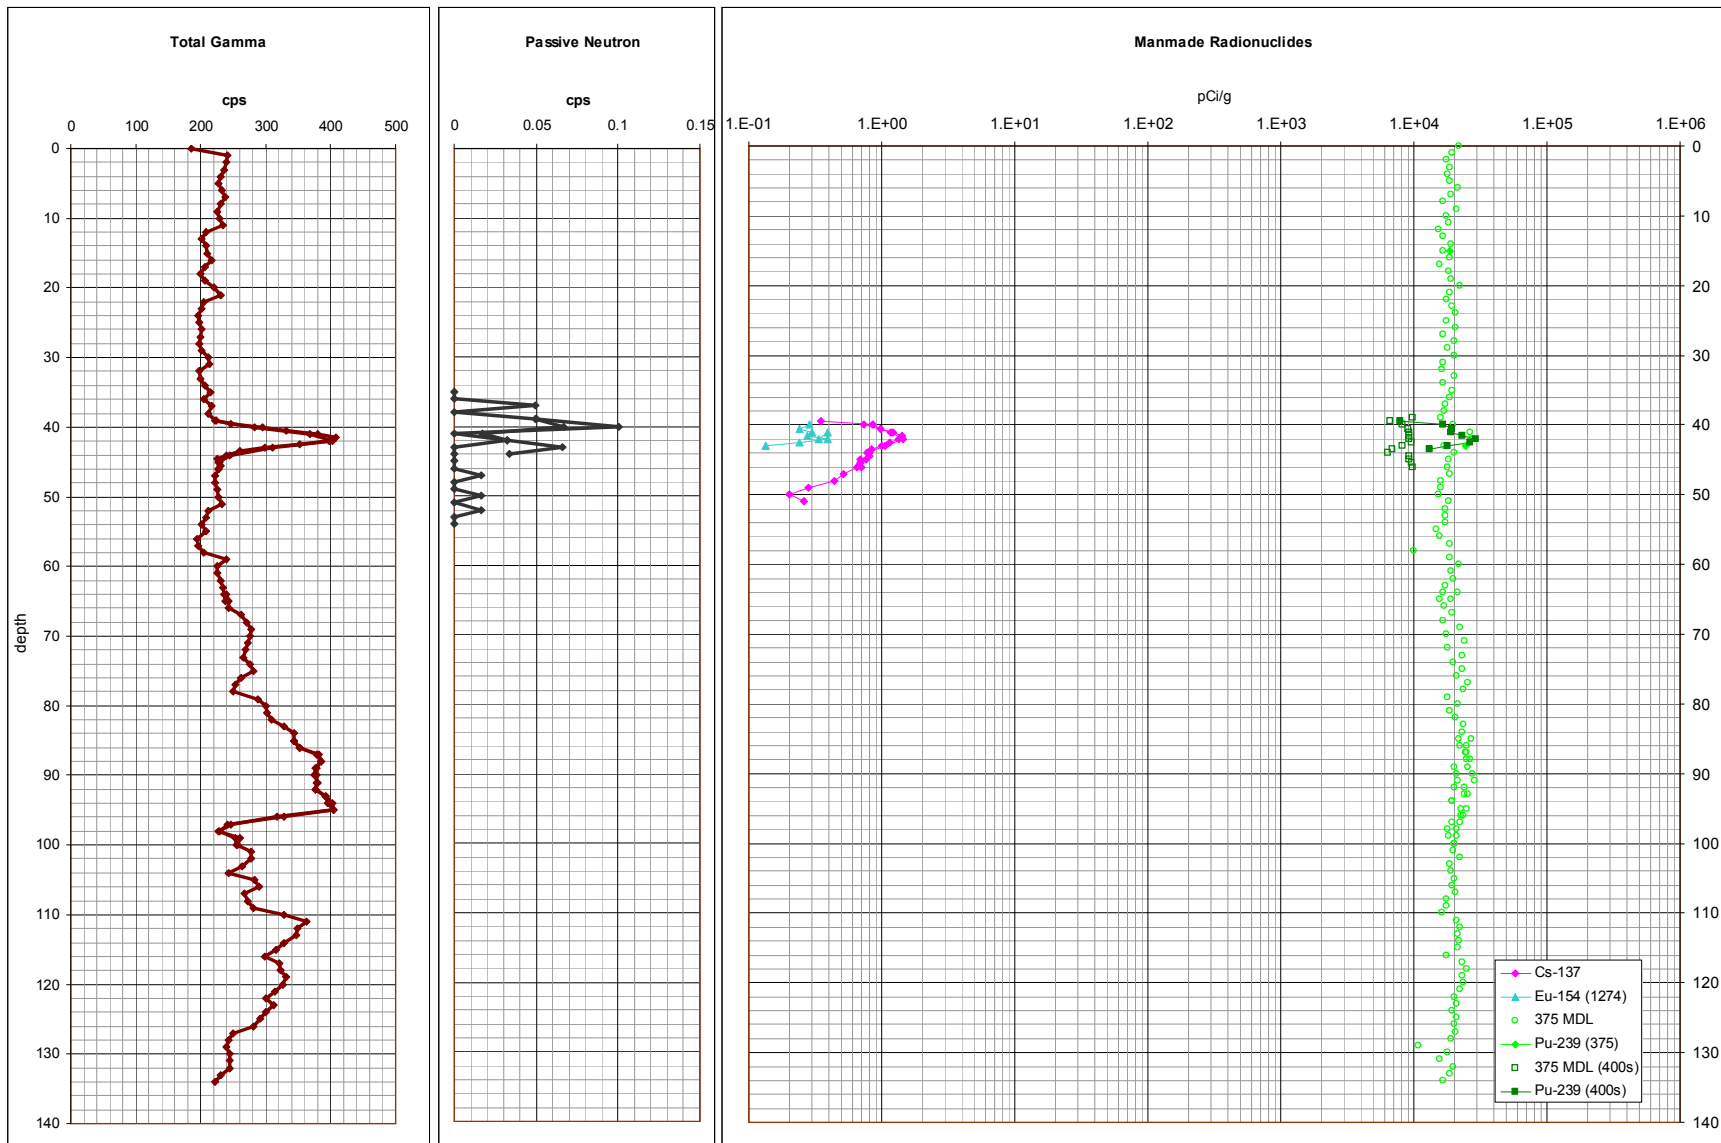 Total Gamma
cps
0 100 200 300 400 500
0
10
20
30
40
50
60
70
80
90
100
110
120
130
140
depth
Passive Neutron
cps
0 0.05 0.1 0.15
Manmade Radionuclides
pCi/g
1.E-01 1.E+00 1.E+01 1.E+02 1.E+03 1.E+04 1.E+05 1.E+06
0
10
20
30
40
50
60
70
80
90
100
110
120
130
140
Cs-137
Eu-154 (1274)
375 MDL
Pu-239 (375)
375 MDL (400s)
Pu-239 (400s)